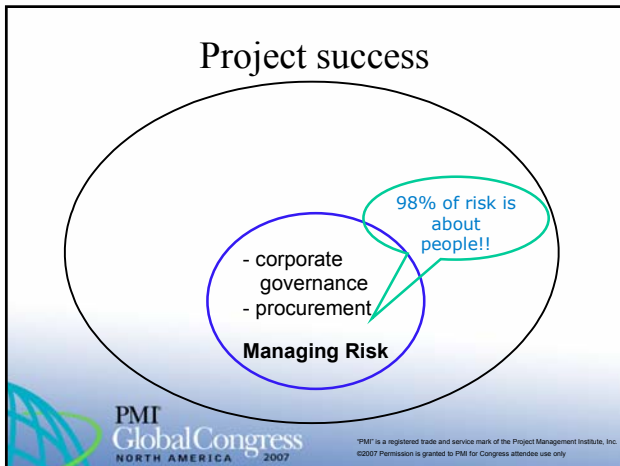 Project success
98% of risk is
about
people!!
- corporate
governance
- procurement
Managing Risk
PMI®
GlobalCongress
NORTH AMERICA 2007
"PMI" is a registered trade and service mark of the Project Management Institute, Inc.
©2007 Permission is granted to PMI for Congress attendee use only